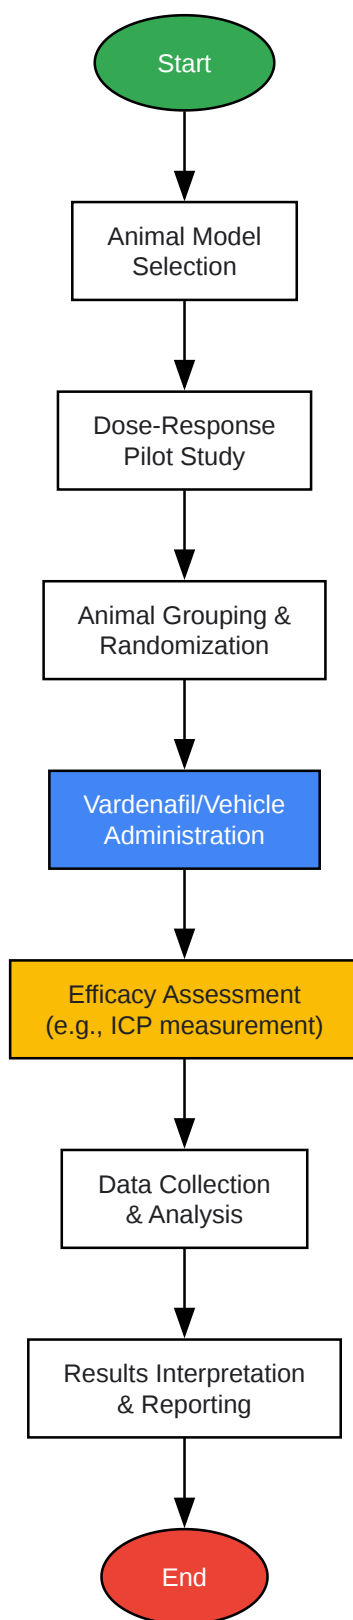 Start
Animal Model
Selection
Dose-Response
Pilot Study
Animal Grouping &
Randomization
Vardenafil/Vehicle
Administration
Efficacy Assessment
(e.g., ICP measurement)
Data Collection
& Analysis
Results Interpretation
& Reporting
End